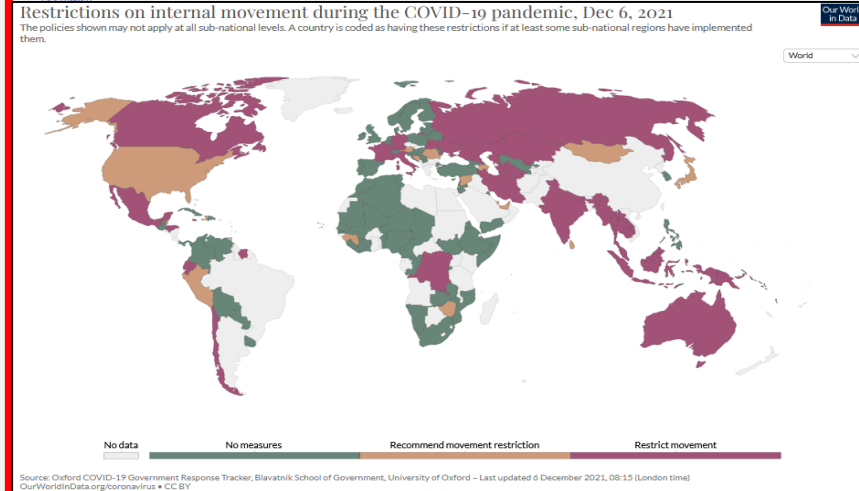 Restrictions on internal movement during the COVID-19 pandemic, Dec 6, 2021
Our World
in Data
The policies shown may not apply at all sub-national levels. A country is coded as having these restrictions if at least some sub-national regions have implemented
them.
World
No data
No measures
Recommend movement restriction
Restrict movement
Source: Oxford COVID-19 Government Response Tracker, Blavatnik School of Government, University of Oxford – Last updated 6 December 2021, 08:15 (London time)
OurWorldInData.org/coronavirus • CC BY